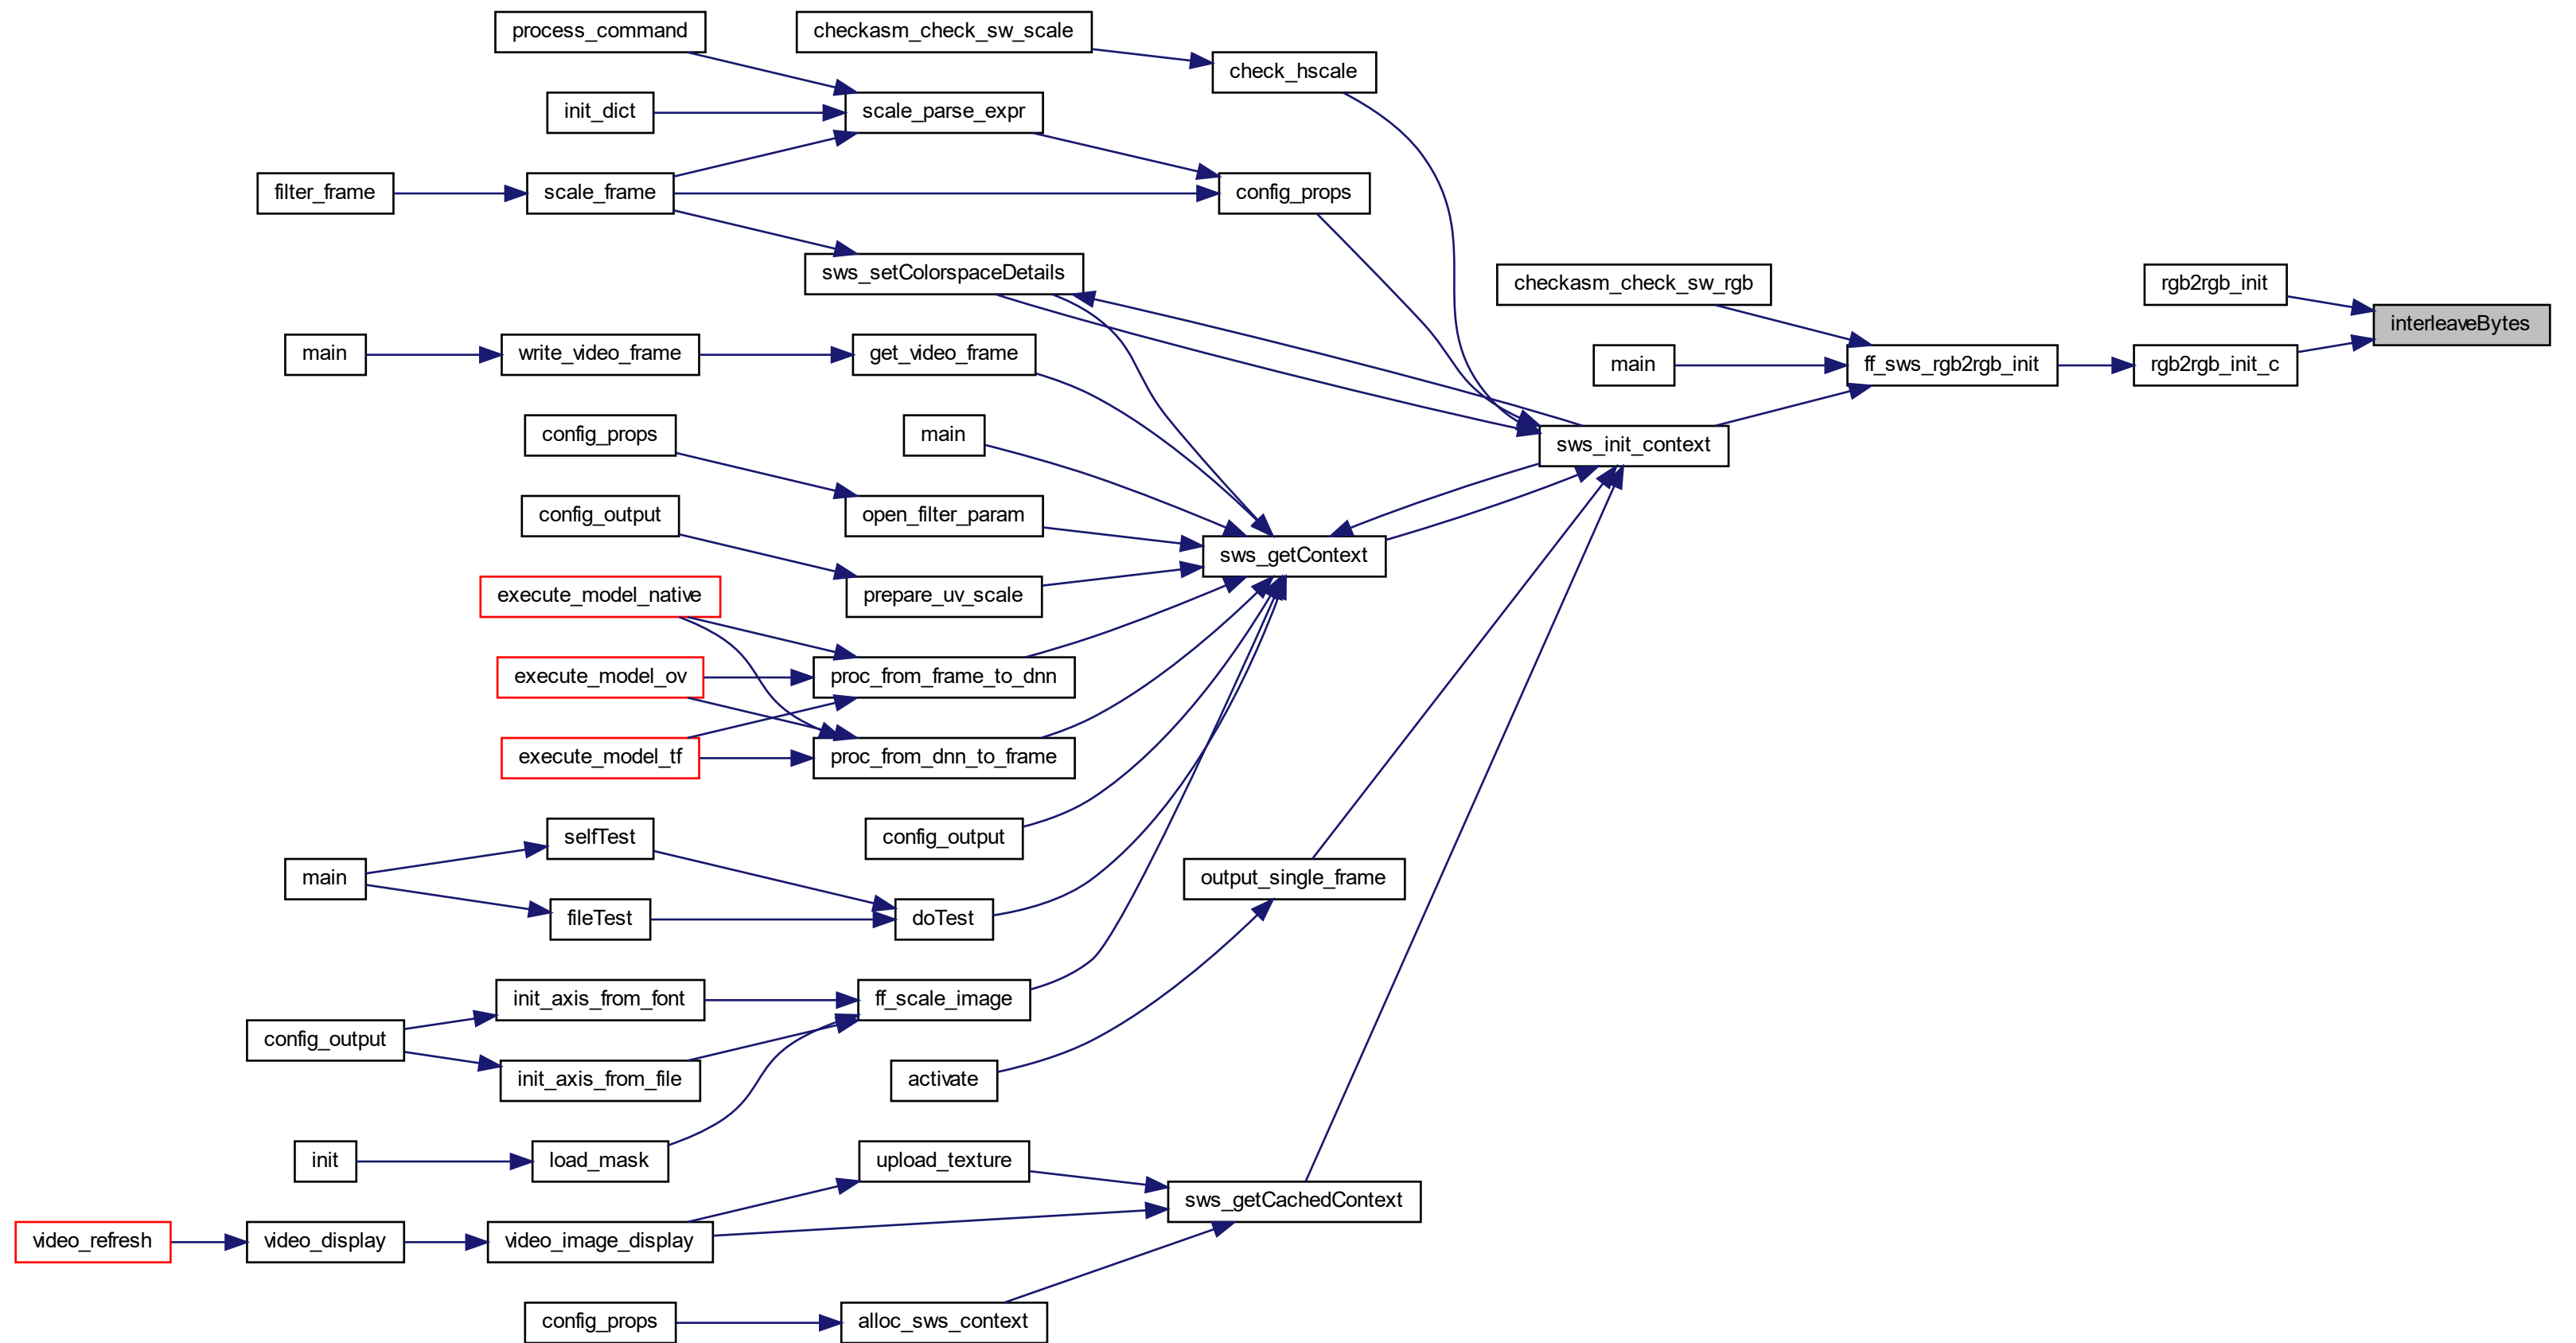 process_command
checkasm_check_sw_scale
check_hscale
init_dict
scale_parse_expr
filter_frame
scale_frame
config_props
sws_setColorspaceDetails
checkasm_check_sw_rgb
rgb2rgb_init
interleaveBytes
main
write_video_frame
get_video_frame
main
ff_sws_rgb2rgb_init
rgb2rgb_init_c
config_props
main
sws_init_context
config_output
open_filter_param
sws_getContext
execute_model_native
prepare_uv_scale
execute_model_ov
proc_from_frame_to_dnn
execute_model_tf
proc_from_dnn_to_frame
selfTest
config_output
main
output_single_frame
fileTest
doTest
init_axis_from_font
ff_scale_image
config_output
init_axis_from_file
activate
init
load_mask
upload_texture
sws_getCachedContext
video_refresh
video_display
video_image_display
config_props
alloc_sws_context